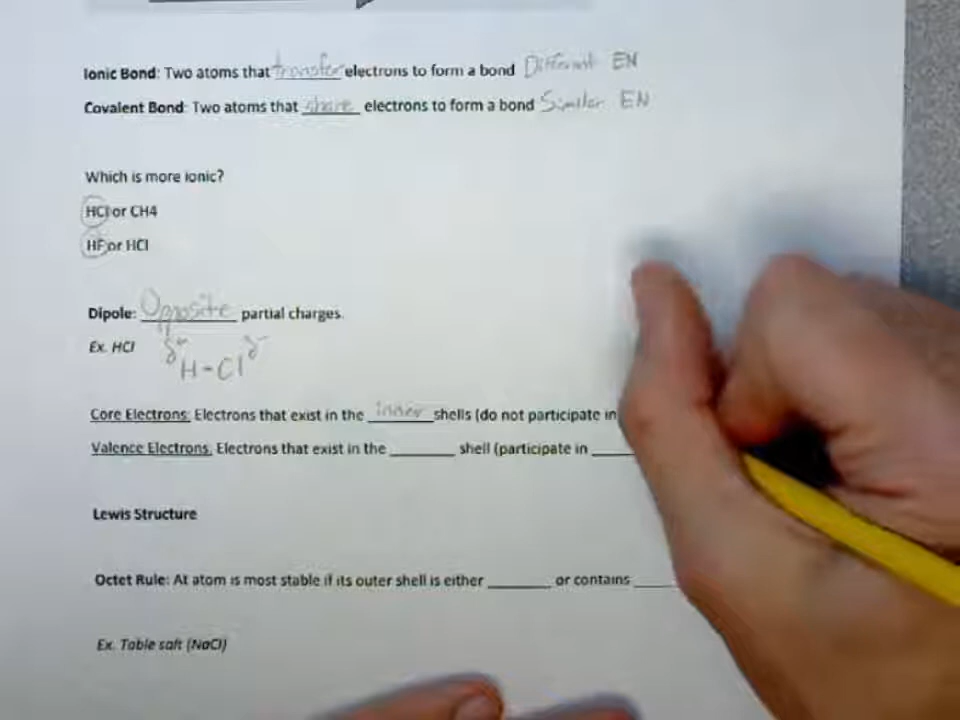 Ionic Bond: Two atoms that transfer electrons to form a bond Different EN
Covalent Bond: Two atoms that share electrons to form a bond Similar EN
Which is more ionic?
HCl or CH4
HF or HCl
Dipole: Opposite partial charges.
Ex. HCl δ+ H-Cl δ-
Core Electrons: Electrons that exist in the inner shells (do not participate in
Valence Electrons: Electrons that exist in the ______ shell (participate in _____
Lewis Structure
Octet Rule: At atom is most stable if its outer shell is either ______ or contains _____
Ex. Table salt (NaCl)